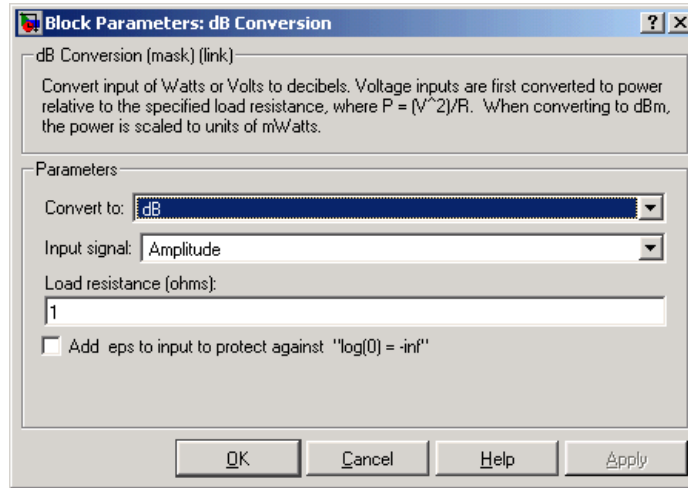 Block Parameters: dB Conversion
dB Conversion (mask) (link)
Convert input of Watts or Volts to decibels. Voltage inputs are first converted to power
relative to the specified load resistance, where P = (V^2)/R.  When converting to dBm,
the power is scaled to units of mWatts.
Parameters
Convert to: dB
Input signal: Amplitude
Load resistance (ohms):
1
Add  eps to input to protect against  "log(0) = -inf"
OK Cancel Help Apply